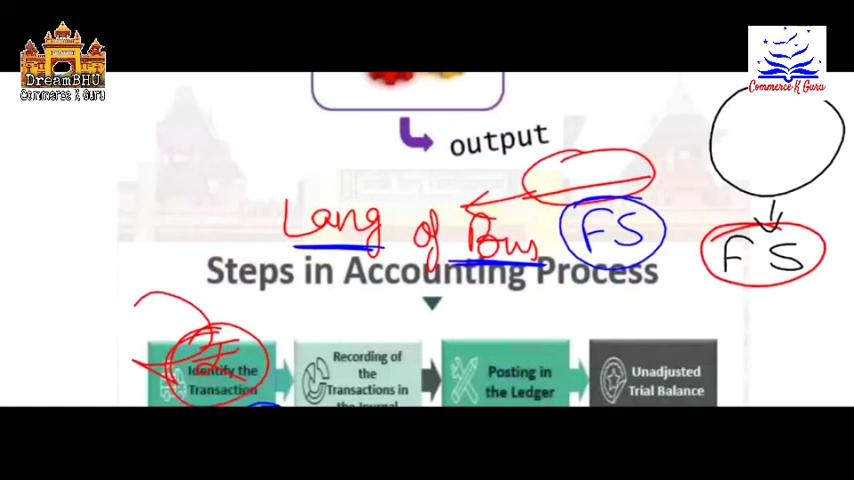 DreamBHU
Commerce K Guru
Commerce K Guru
output
Lang of Bus
FS
FS
Steps in Accounting Process
Identify the
Transaction
Recording of
the
Transactions in
the Journal
Posting in
the Ledger
Unadjusted
Trial Balance